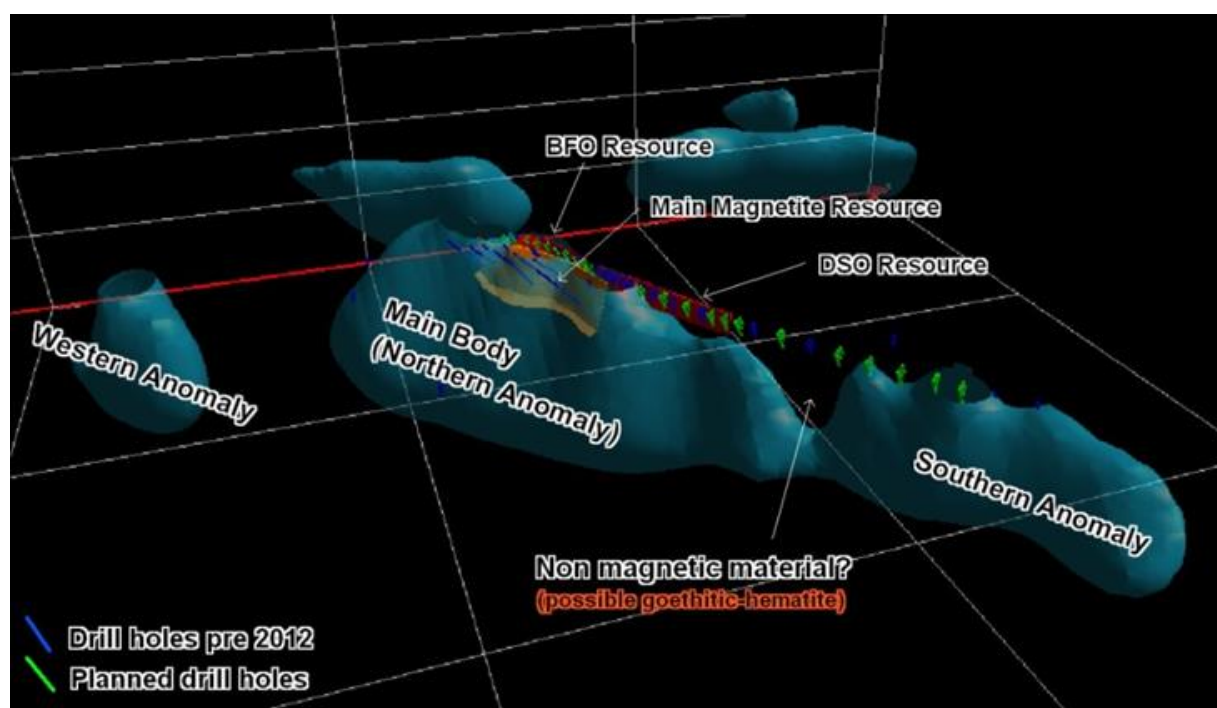 BFO Resource
Main Magnetite Resource
DSO Resource
Western Anomaly
Main Body
(Northern Anomaly)
Southern Anomaly
Non magnetic material?
(possible goethitic-hematite)
Drill holes pre 2012
Planned drill holes